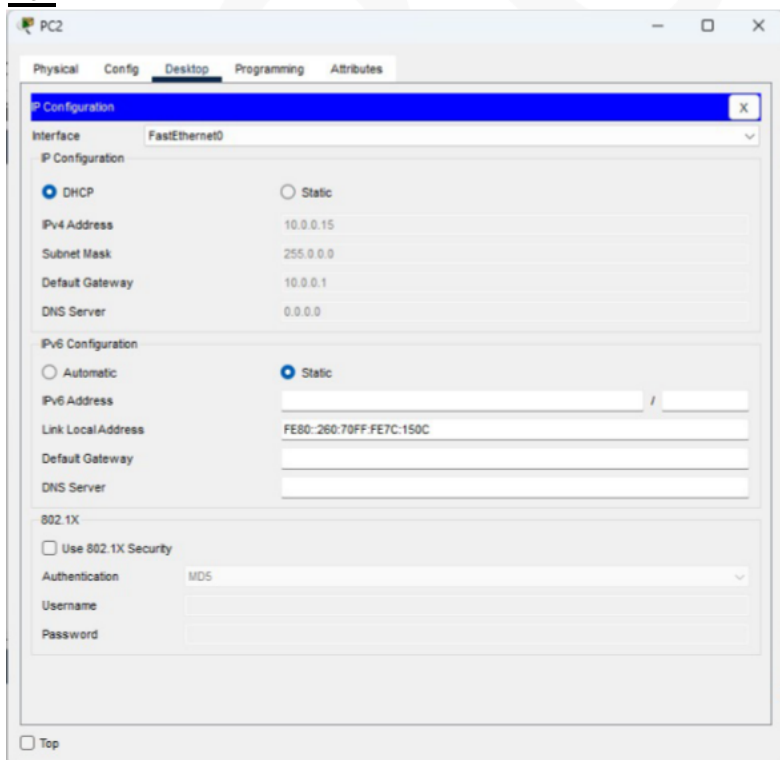 PC2
Physical Config Desktop Programming Attributes
IP Configuration X
Interface FastEthernet0
IP Configuration
DHCP Static
IPv4 Address 10.0.0.15
Subnet Mask 255.0.0.0
Default Gateway 10.0.0.1
DNS Server 0.0.0.0
IPv6 Configuration
Automatic Static
IPv6 Address /
Link Local Address FE80::260:70FF:FE7C:150C
Default Gateway
DNS Server
802.1X
Use 802.1X Security
Authentication MD5
Username
Password
Top